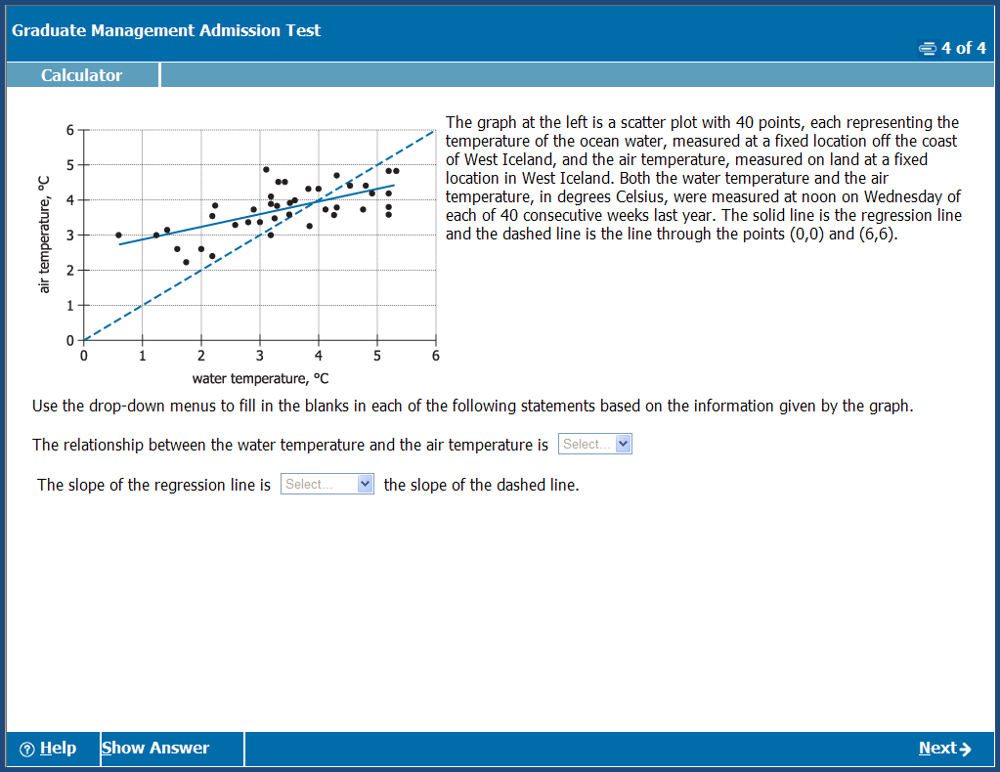 Graduate Management Admission Test
4 of 4
Calculator
6
5
4
3
2
1
0
air temperature, °C
0 1 2 3 4 5 6
water temperature, °C
The graph at the left is a scatter plot with 40 points, each representing the
temperature of the ocean water, measured at a fixed location off the coast
of West Iceland, and the air temperature, measured on land at a fixed
location in West Iceland. Both the water temperature and the air
temperature, in degrees Celsius, were measured at noon on Wednesday of
each of 40 consecutive weeks last year. The solid line is the regression line
and the dashed line is the line through the points (0,0) and (6,6).
Use the drop-down menus to fill in the blanks in each of the following statements based on the information given by the graph.
The relationship between the water temperature and the air temperature is Select...
The slope of the regression line is Select... the slope of the dashed line.
? Help
Show Answer
Next